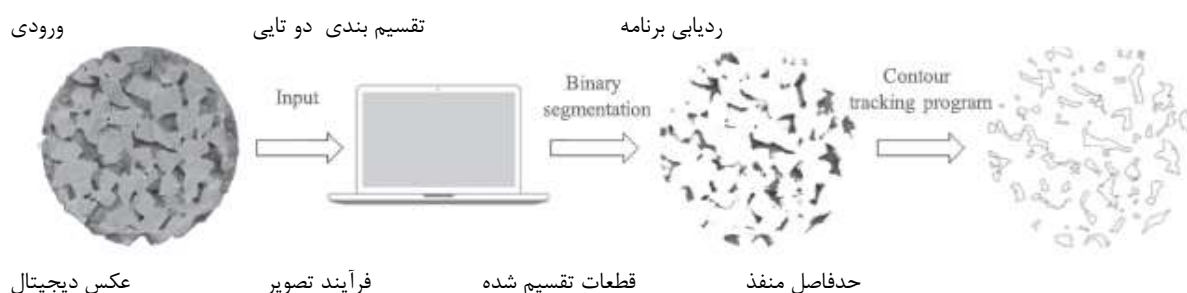 ورودی
تقسیم بندی دو تایی
ردیابی برنامه
Input
Binary
segmentation
Contour
tracking program
عکس دیجیتال
فرآیند تصویر
قطعات تقسیم شده
حدفاصل منفذ